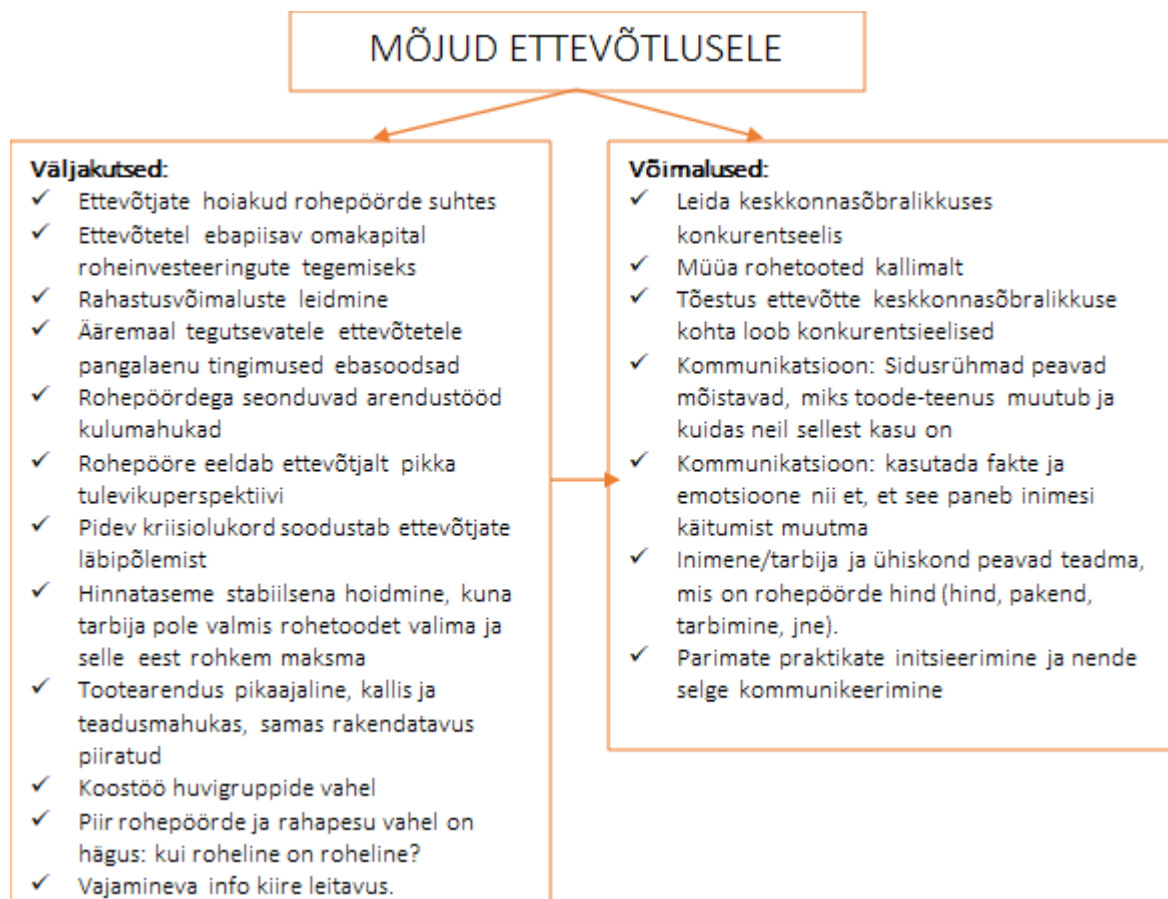 MÕJUD ETTEVÕTLUSELE
Väljakutsed:
✓ Ettevõtjate hoiakud rohepöörde suhtes
✓ Ettevõtetel ebapiisav omakapital
roheinvesteeringute tegemiseks
✓ Rahastusvõimaluste leidmine
✓ Ääremaal tegutsevatele ettevõtetele
pangalaenu tingimused ebasoodsad
✓ Rohepöördega seonduvad arendustööd
kulumahukad
✓ Rohepööre eeldab ettevõtjalt pikka
tulevikuperspektiivi
✓ Pidev kriisiolukord soodustab ettevõtjate
läbipõlemist
✓ Hinnataseme stabiilsena hoidmine, kuna
tarbija pole valmis rohetoodet valima ja
selle eest rohkem maksma
✓ Tootearendus pikaajaline, kallis ja
teadusmahukas, samas rakendatavus
piiratud
✓ Koostöö huvigruppide vahel
✓ Piir rohepöörde ja rahapesu vahel on
hägus: kui roheline on roheline?
✓ Vajamineva info kiire leitavus.
Võimalused:
✓ Leida keskkonnasõbralikkuses
konkurentseelis
✓ Müüa rohetooted kallimalt
✓ Tõestus ettevõtte keskkonnasõbralikkuse
kohta loob konkurentsieelised
✓ Kommunikatsioon: Sidusrühmad peavad
mõistavad, miks toode-teenus muutub ja
kuidas neil sellest kasu on
✓ Kommunikatsioon: kasutada fakte ja
emotsioone nii et, et see paneb inimesi
käitumist muutma
✓ Inimene/tarbija ja ühiskond peavad teadma,
mis on rohepöörde hind (hind, pakend,
tarbimine, jne).
✓ Parimate praktikate initsieerimine ja nende
selge kommunikeerimine